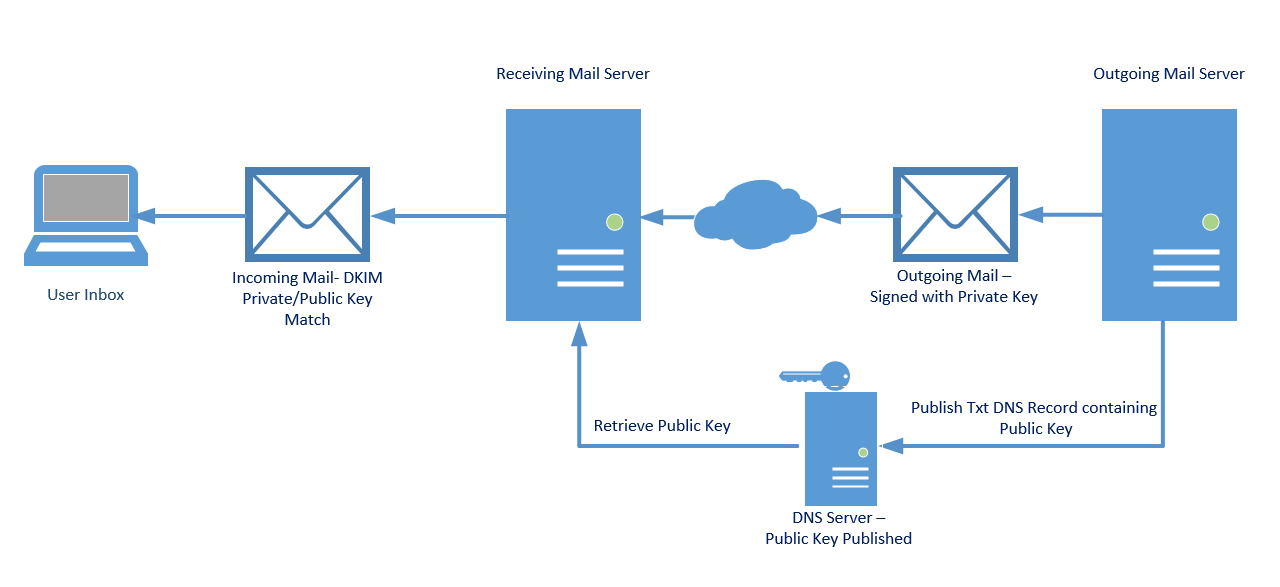 Receiving Mail Server
Outgoing Mail Server
User Inbox
Incoming Mail- DKIM
Private/Public Key
Match
Outgoing Mail –
Signed with Private Key
Retrieve Public Key
Publish Txt DNS Record containing
Public Key
DNS Server –
Public Key Published